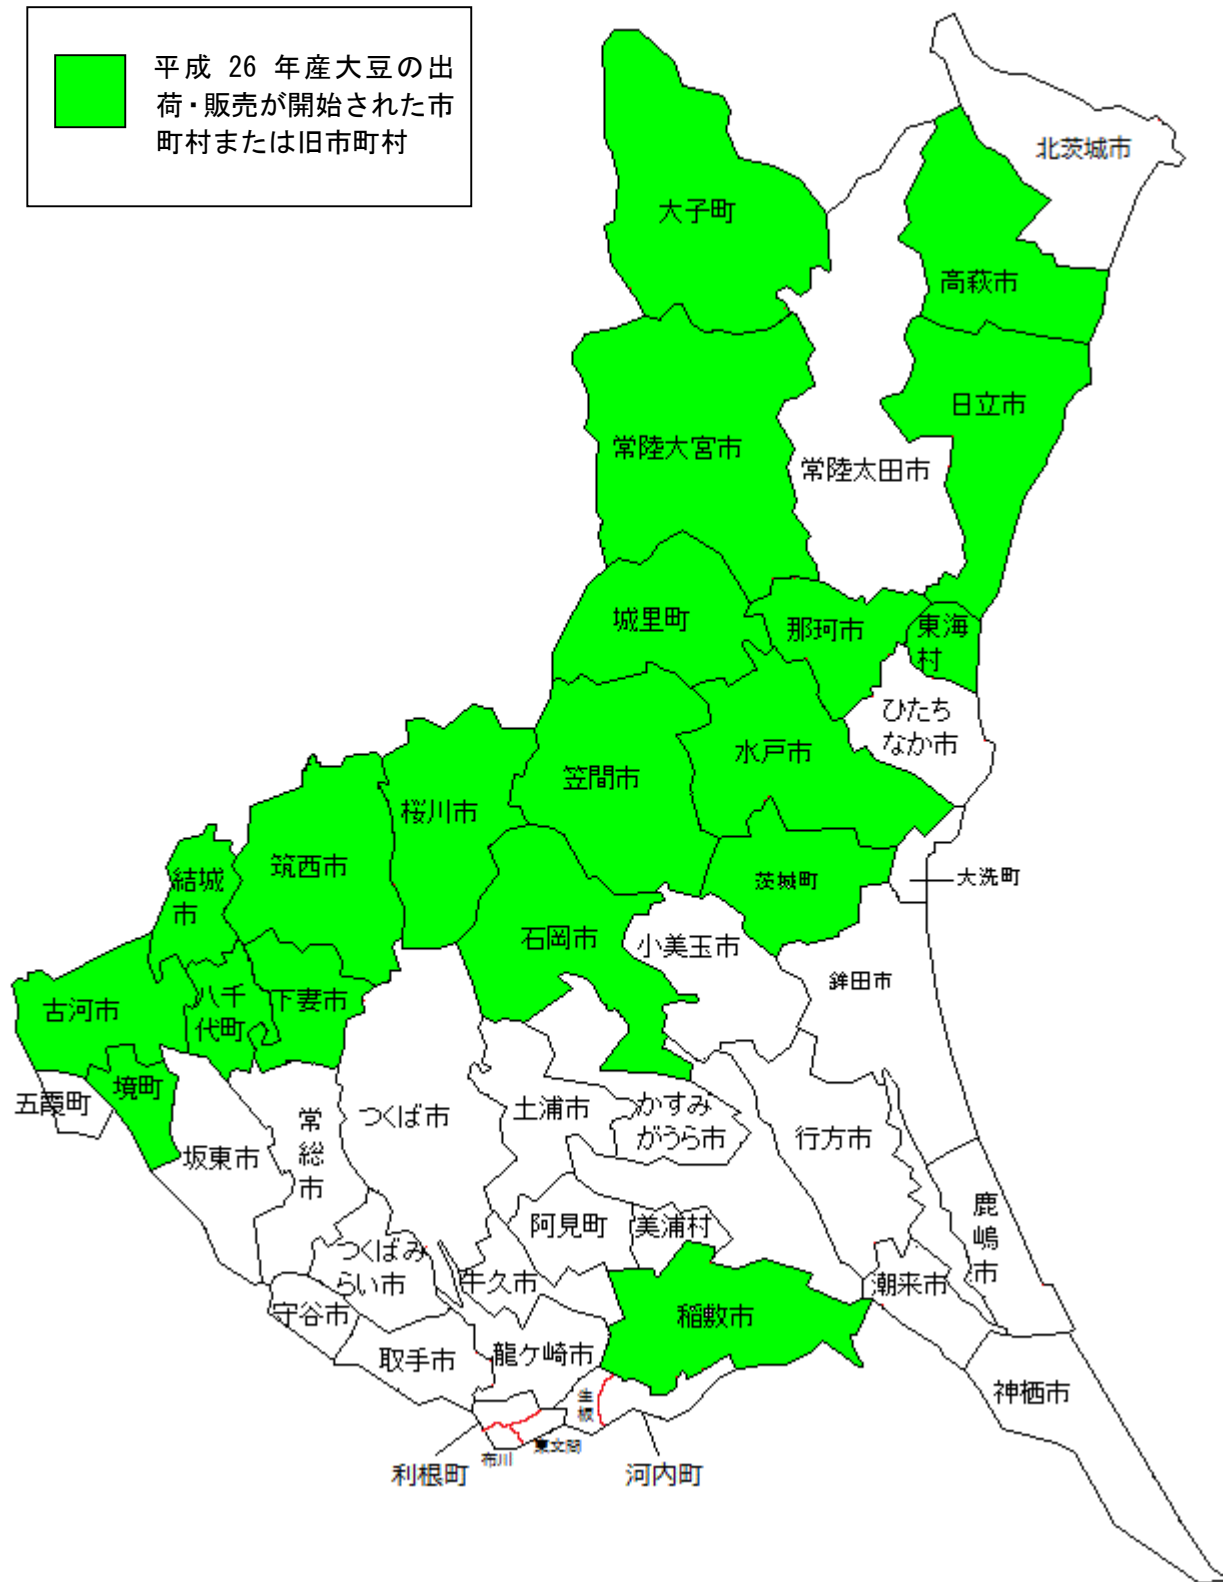 平成 26 年産大豆の出
荷・販売が開始された市
町村または旧市町村
北茨城市
大子町
高萩市
日立市
常陸大宮市
常陸太田市
城里町
那珂市
東海
村
ひたち
なか市
水戸市
笠間市
桜川市
筑西市
結城
市
茨城町
大洗町
石岡市
小美玉市
鉾田市
古河市
八千
代町
下妻市
五霞町
境町
坂東市
常
総
市
つくば市
土浦市
かすみ
がうら市
行方市
鹿
嶋
市
阿見町
美浦村
つくばみ
らい市
牛久市
潮来市
守谷市
稲敷市
取手市
龍ケ崎市
神栖市
生
板
利根町
布川
東文間
河内町